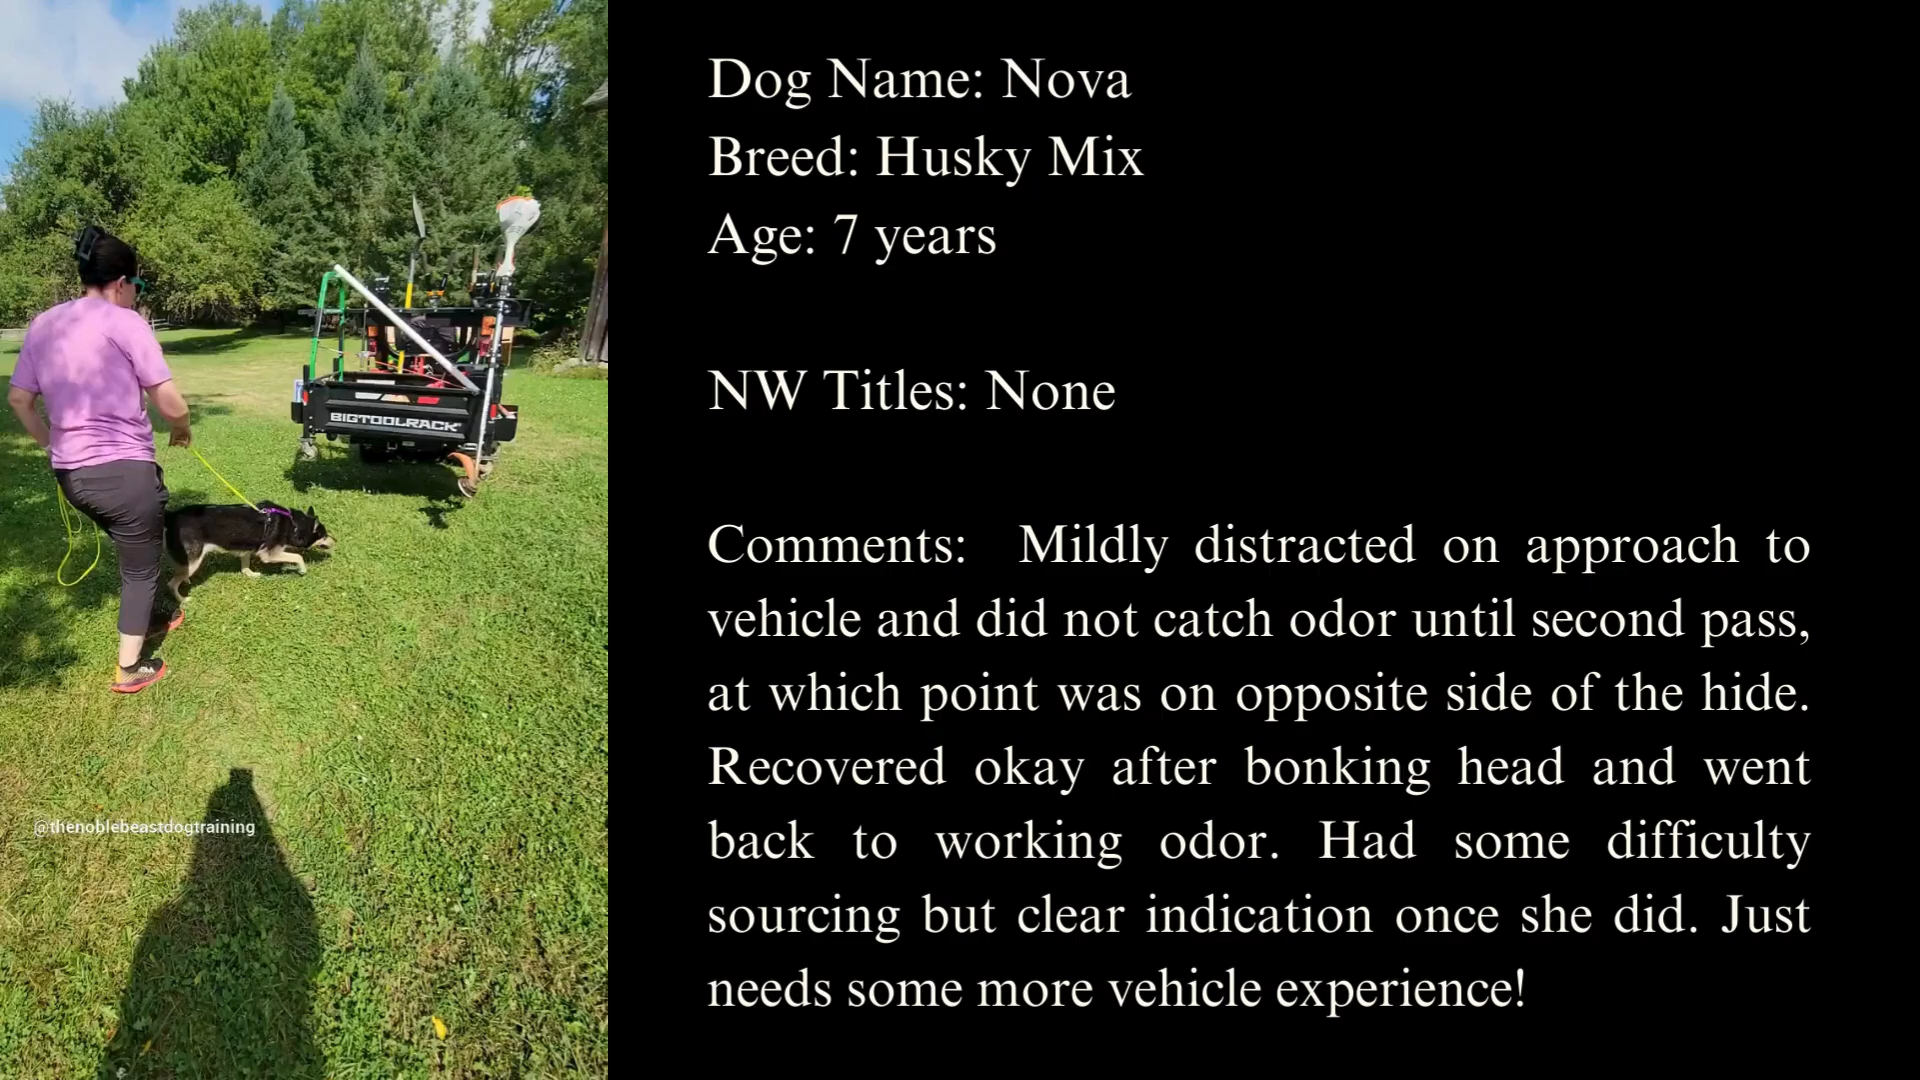 Dog Name: Nova
Breed: Husky Mix
Age: 7 years
NW Titles: None
Comments: Mildly distracted on approach to
vehicle and did not catch odor until second pass,
at which point was on opposite side of the hide.
Recovered okay after bonking head and went
back to working odor. Had some difficulty
sourcing but clear indication once she did. Just
needs some more vehicle experience!
BIGTOOLRACK
@thenoblebeastdogtraining